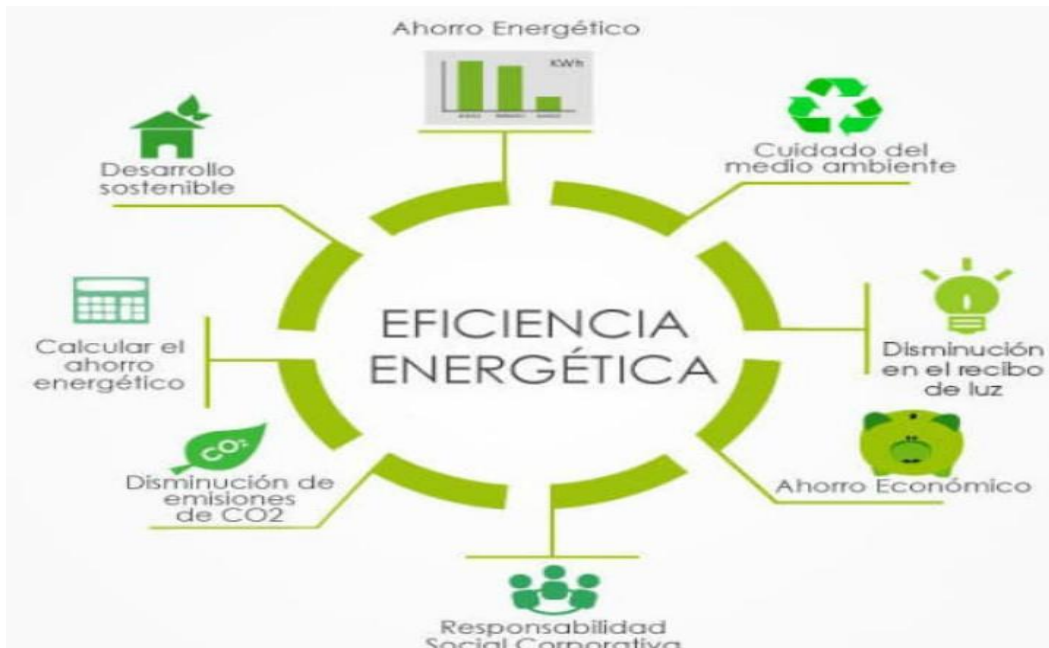 Ahorro Energético
KWh
Cuidado del
medio ambiente
Desarrollo
sostenible
EFICIENCIA
ENERGÉTICA
Disminución
en el recibo
de luz
Calcular el
ahorro
energético
Ahorro Económico
CO2
Disminución de
emisiones
de CO2
Responsabilidad
Social Corporativa